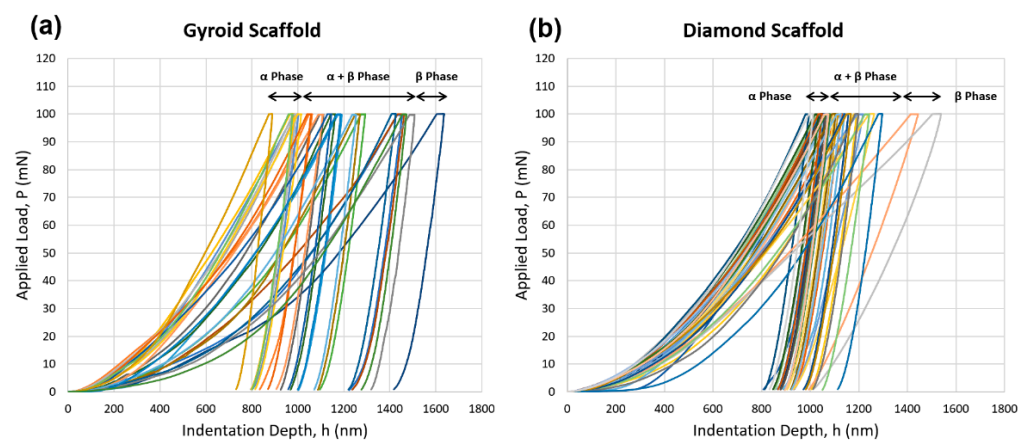 (a)
Gyroid Scaffold
α Phase
α + β Phase
β Phase
120
110
100
90
80
70
60
50
40
30
20
10
0
Applied Load, P (mN)
0 200 400 600 800 1000 1200 1400 1600 1800
Indentation Depth, h (nm)
(b)
Diamond Scaffold
α + β Phase
α Phase
β Phase
120
110
100
90
80
70
60
50
40
30
20
10
0
Applied Load, P (mN)
0 200 400 600 800 1000 1200 1400 1600 1800
Indentation Depth, h (nm)